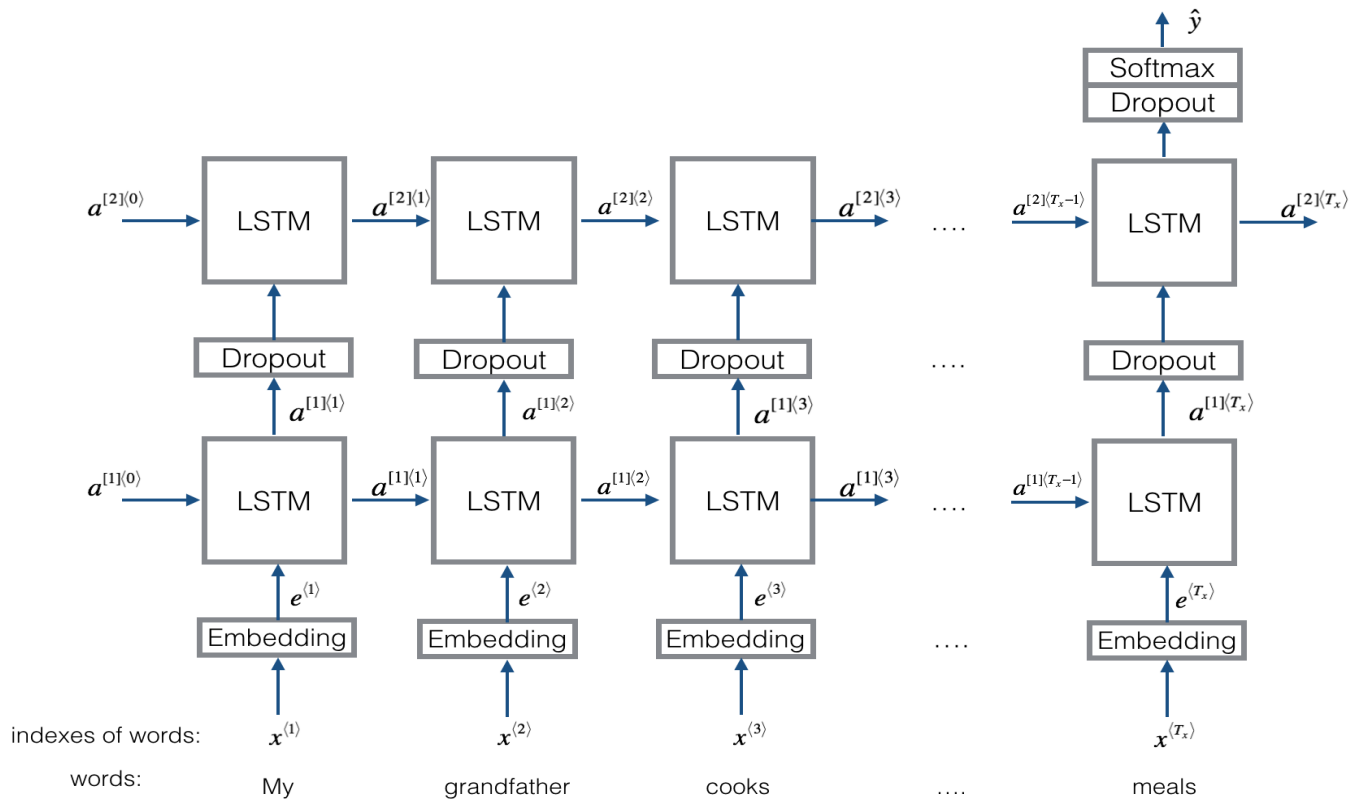 ŷ
Softmax
Dropout
a[2]⟨0⟩ LSTM a[2]⟨1⟩ LSTM a[2]⟨2⟩ LSTM a[2]⟨3⟩ .... a[2]⟨Tₓ−1⟩ LSTM a[2]⟨Tₓ⟩
Dropout Dropout Dropout .... Dropout
a[1]⟨1⟩ a[1]⟨2⟩ a[1]⟨3⟩ a[1]⟨Tₓ⟩
a[1]⟨0⟩ LSTM a[1]⟨1⟩ LSTM a[1]⟨2⟩ LSTM a[1]⟨3⟩ .... a[1]⟨Tₓ−1⟩ LSTM
e⟨1⟩ e⟨2⟩ e⟨3⟩ e⟨Tₓ⟩
Embedding Embedding Embedding .... Embedding
indexes of words: x⟨1⟩ x⟨2⟩ x⟨3⟩ x⟨Tₓ⟩
words: My grandfather cooks .... meals